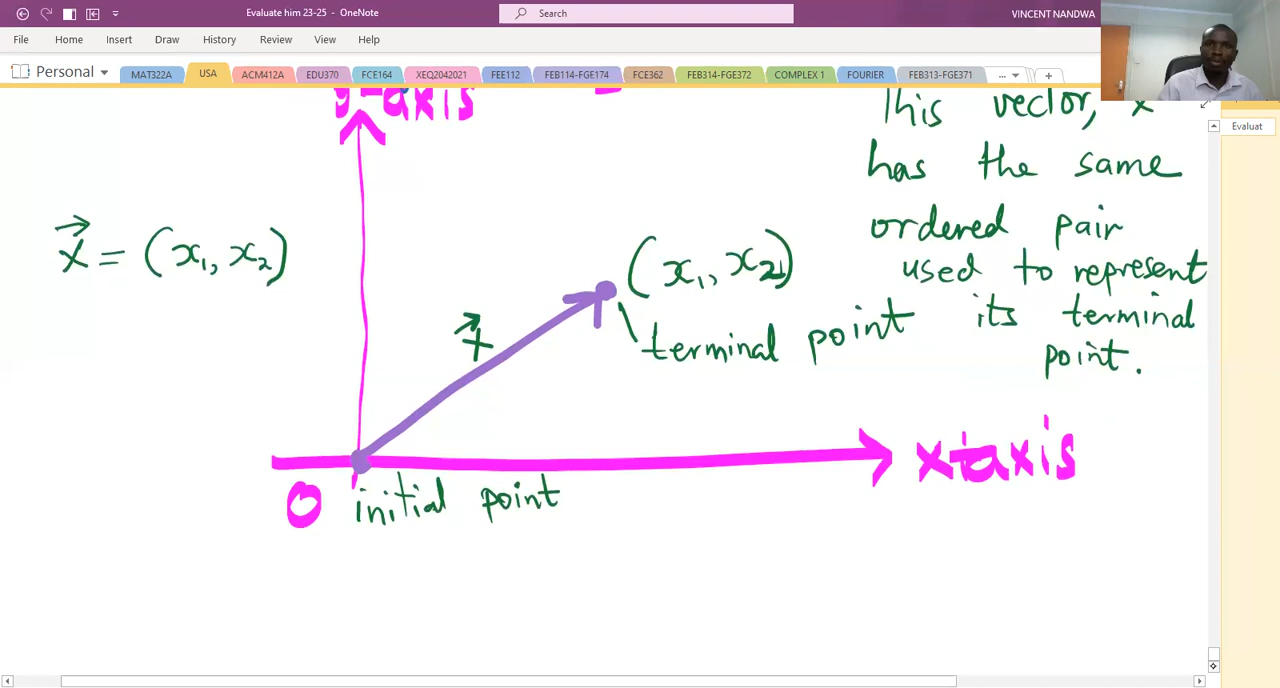 Evaluate him 23-25 - OneNote
Search
VINCENT NANDWA
File Home Insert Draw History Review View Help
Personal
MAT322A USA ACM412A EDU370 FCE164 XEQ2042021 FEE112 FEB114-FGE174 FCE362 FEB314-FGE372 COMPLEX 1 FOURIER FEB313-FGE371 ...
Evaluat
y-axis
This vector, x
has the same
ordered pair
used to represent
its terminal
point.
x⃗ = (x₁, x₂)
(x₁, x₂)
x⃗
terminal point
x-axis
0
initial point